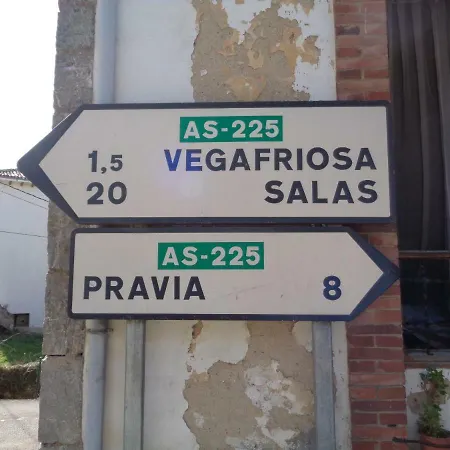 AS-225
1,5 VEGAFRIOSA
20 SALAS
AS-225
PRAVIA 8